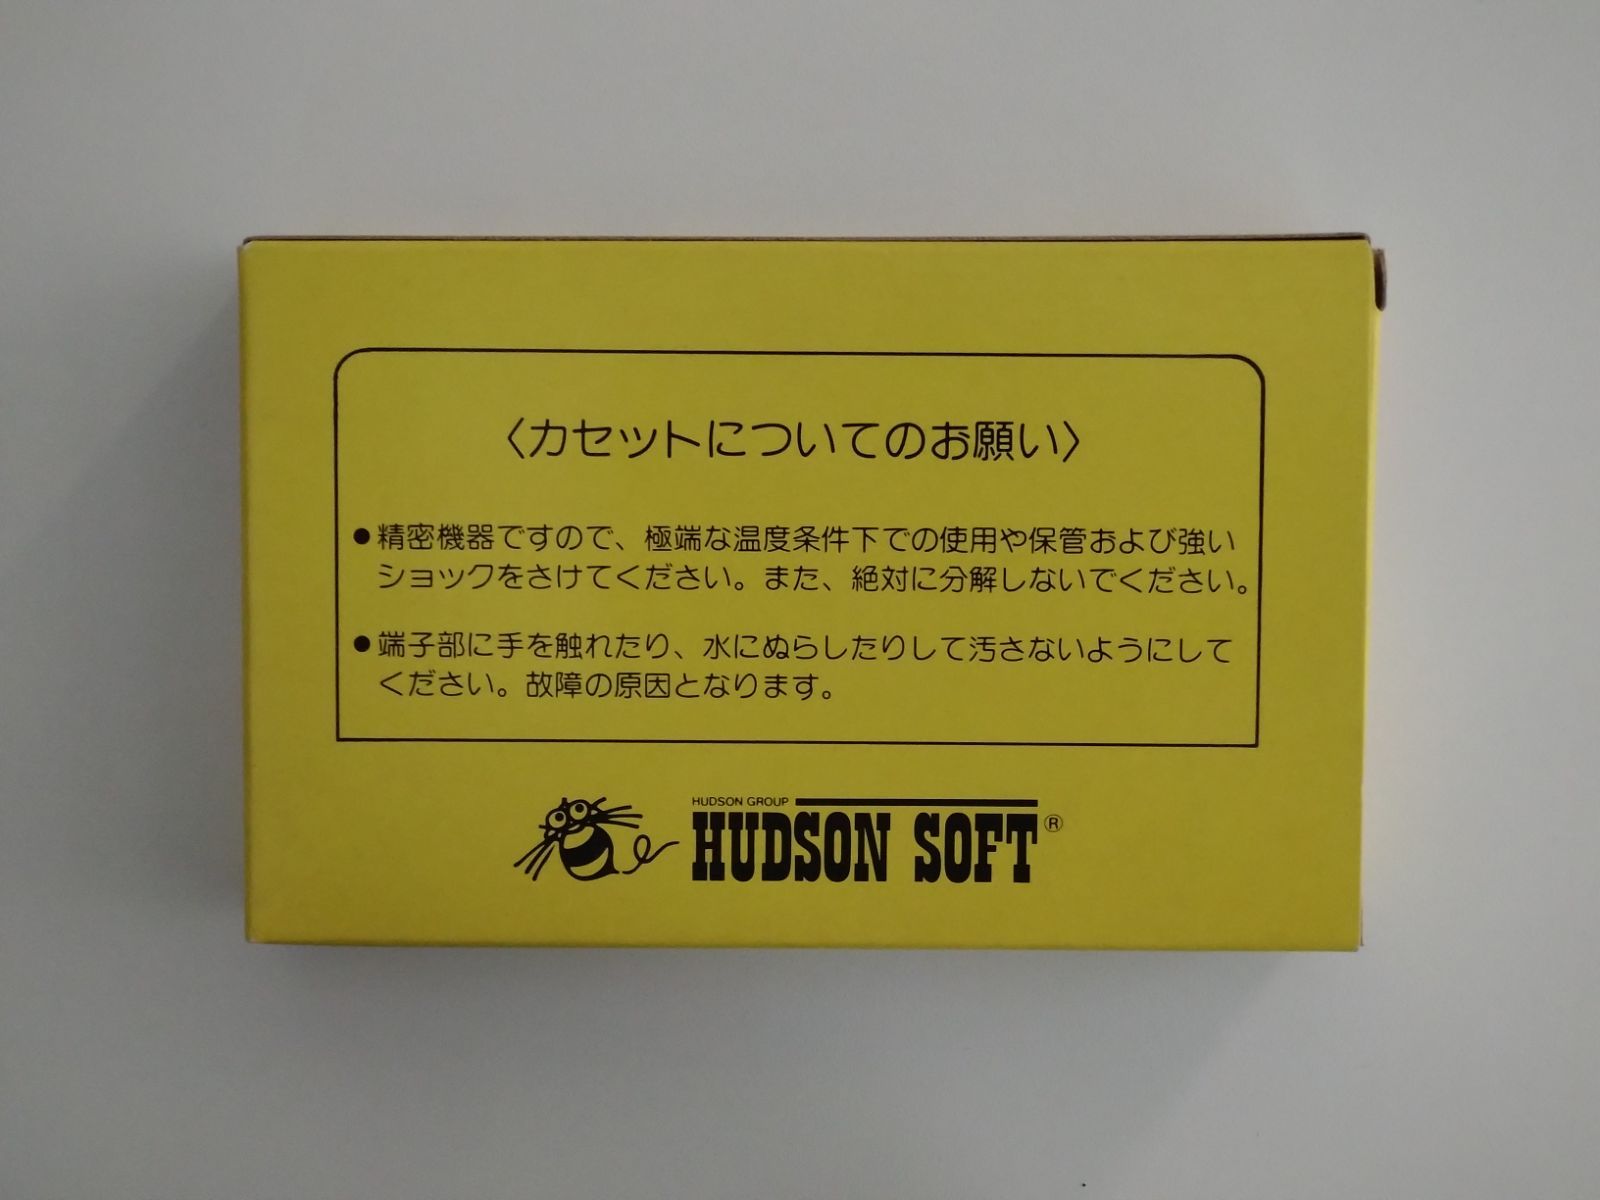 〈カセットについてのお願い〉
●精密機器ですので、極端な温度条件下での使用や保管および強い
ショックをさけてください。また、絶対に分解しないでください。
●端子部に手を触れたり、水にぬらしたりして汚さないようにして
ください。故障の原因となります。
HUDSON GROUP
HUDSON SOFT®